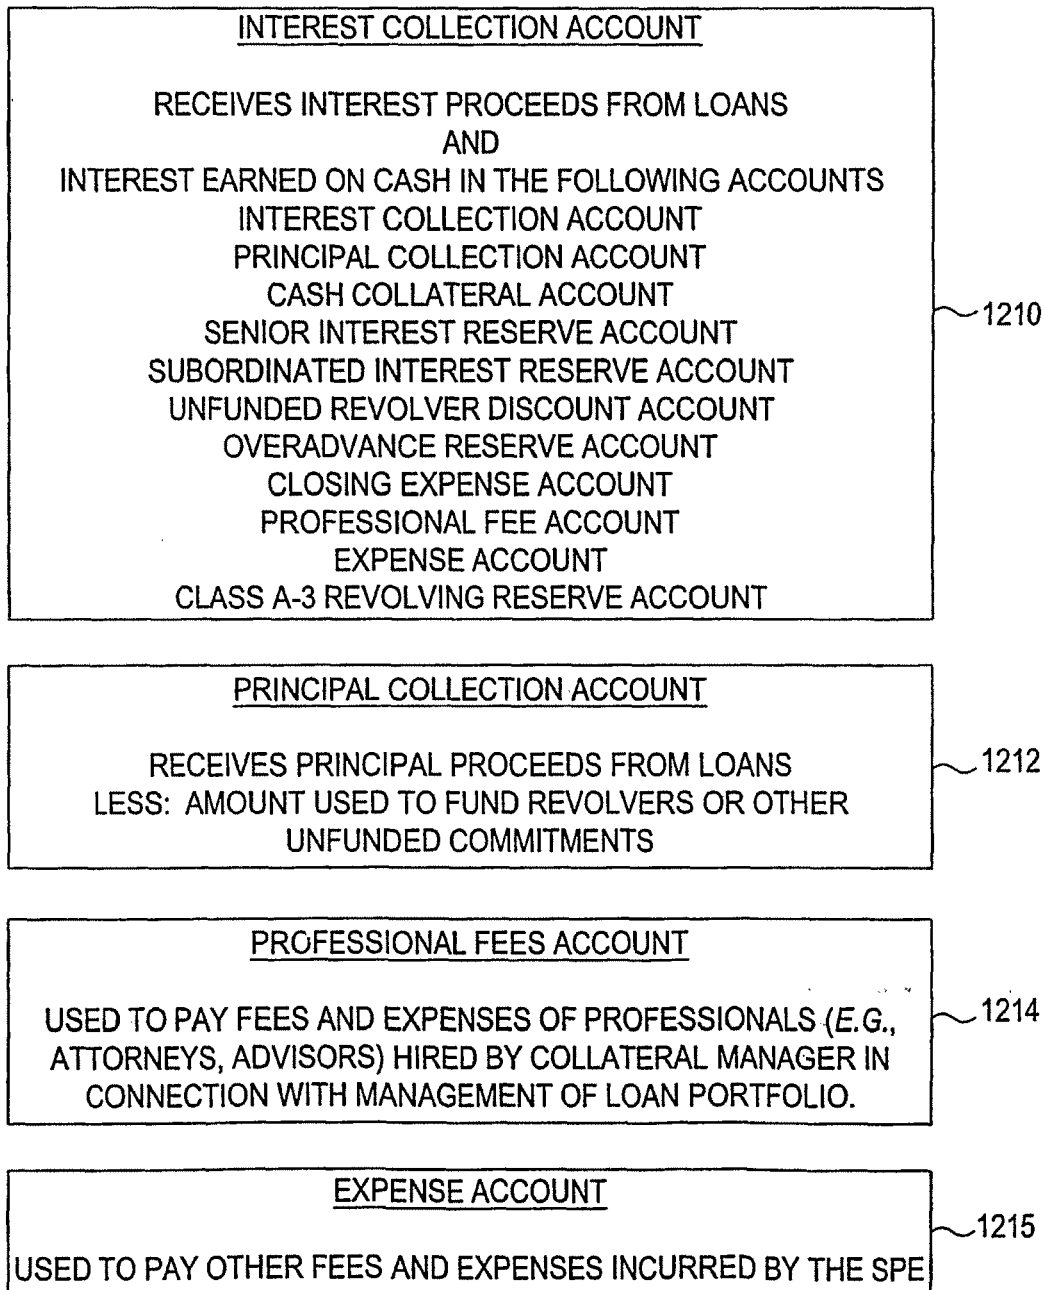 INTEREST COLLECTION ACCOUNT
RECEIVES INTEREST PROCEEDS FROM LOANS
AND
INTEREST EARNED ON CASH IN THE FOLLOWING ACCOUNTS
INTEREST COLLECTION ACCOUNT
PRINCIPAL COLLECTION ACCOUNT
CASH COLLATERAL ACCOUNT
SENIOR INTEREST RESERVE ACCOUNT
SUBORDINATED INTEREST RESERVE ACCOUNT
UNFUNDED REVOLVER DISCOUNT ACCOUNT
OVERADVANCE RESERVE ACCOUNT
CLOSING EXPENSE ACCOUNT
PROFESSIONAL FEE ACCOUNT
EXPENSE ACCOUNT
CLASS A-3 REVOLVING RESERVE ACCOUNT
1210
PRINCIPAL COLLECTION ACCOUNT
RECEIVES PRINCIPAL PROCEEDS FROM LOANS
LESS: AMOUNT USED TO FUND REVOLVERS OR OTHER
UNFUNDED COMMITMENTS
1212
PROFESSIONAL FEES ACCOUNT
USED TO PAY FEES AND EXPENSES OF PROFESSIONALS (E.G.,
ATTORNEYS, ADVISORS) HIRED BY COLLATERAL MANAGER IN
CONNECTION WITH MANAGEMENT OF LOAN PORTFOLIO.
1214
EXPENSE ACCOUNT
USED TO PAY OTHER FEES AND EXPENSES INCURRED BY THE SPE
1215